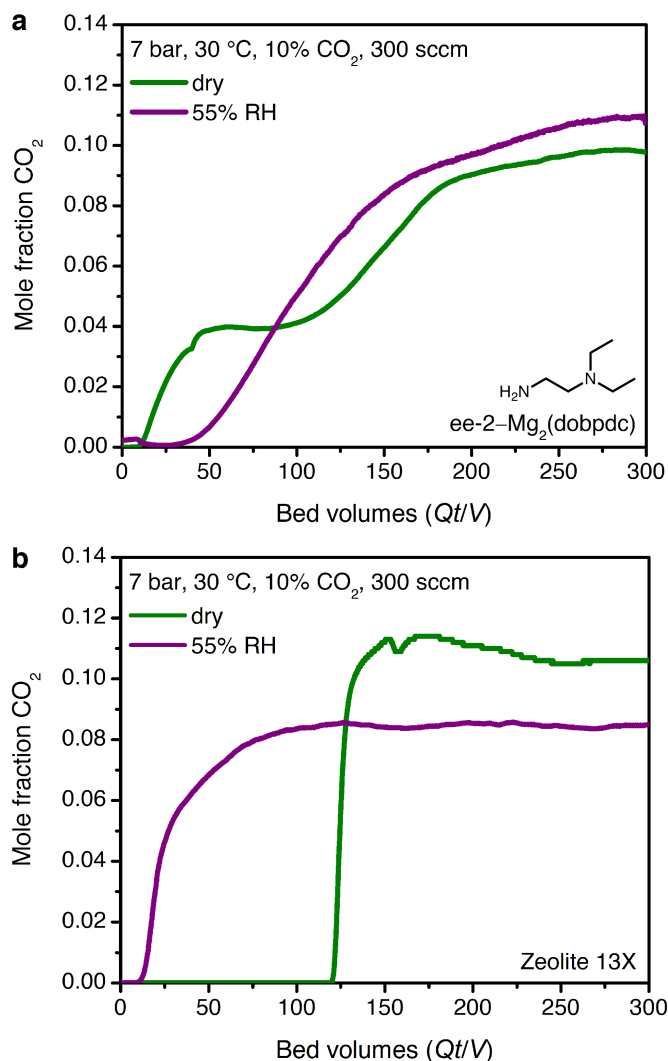 a
7 bar, 30 °C, 10% CO₂, 300 sccm
dry
55% RH
0.14
0.12
0.10
0.08
0.06
0.04
0.02
0.00
Mole fraction CO₂
H₂N
N
ee-2–Mg₂(dobpdc)
0 50 100 150 200 250 300
Bed volumes (Qt/V)
b
7 bar, 30 °C, 10% CO₂, 300 sccm
dry
55% RH
0.14
0.12
0.10
0.08
0.06
0.04
0.02
0.00
Mole fraction CO₂
Zeolite 13X
0 50 100 150 200 250 300
Bed volumes (Qt/V)